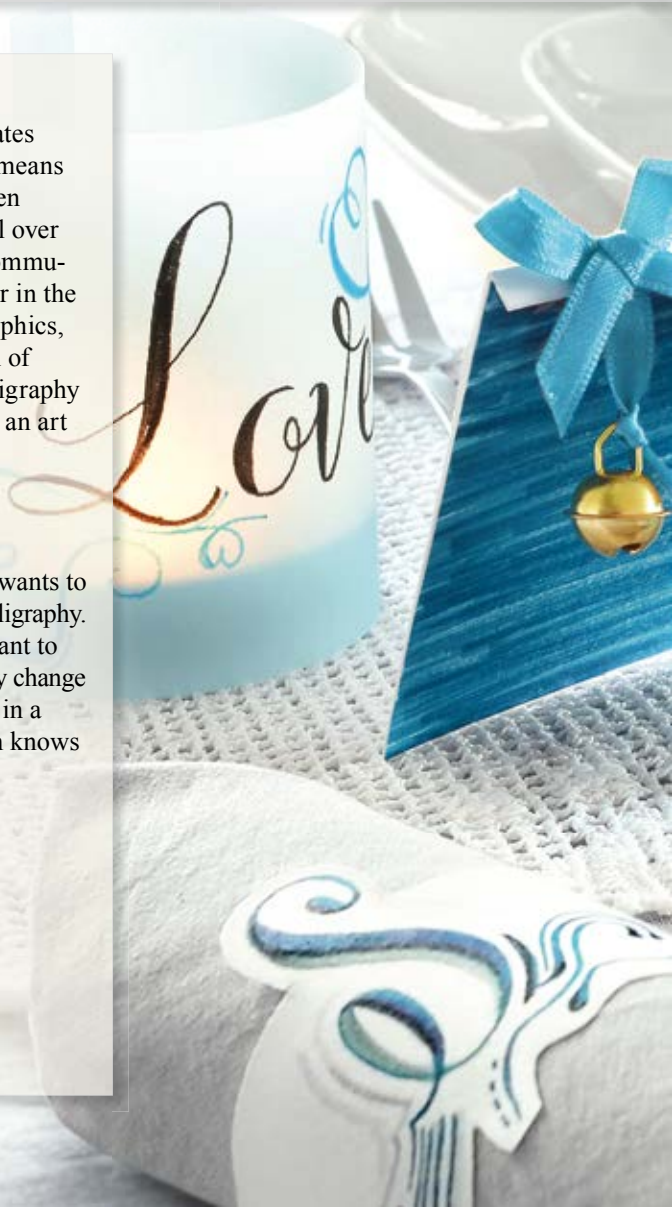 ates
means
en
l over
ommu-
r in the
phics,
of
igraphy
an art
wants to
ligraphy.
ant to
y change
in a
n knows
Love